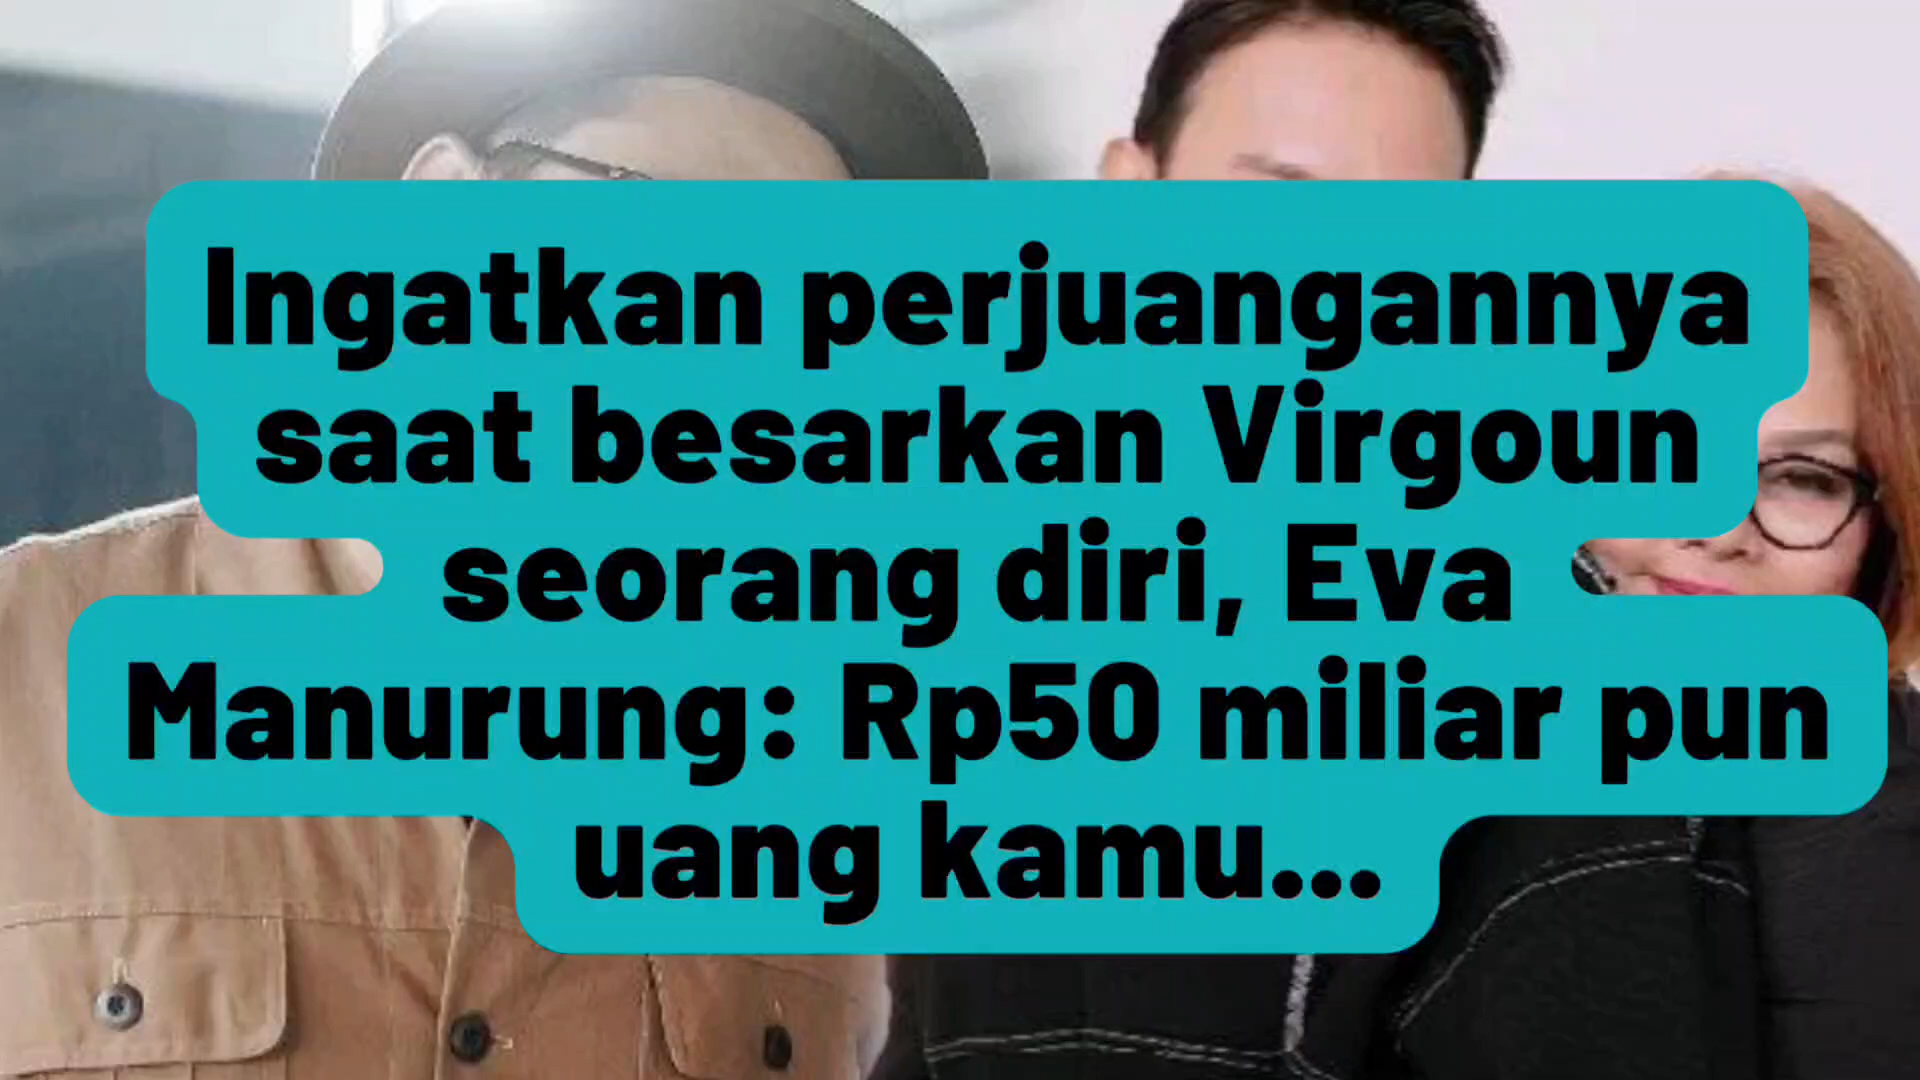 Ingatkan perjuangannya
saat besarkan Virgoun
seorang diri, Eva
Manurung: Rp50 miliar pun
uang kamu...